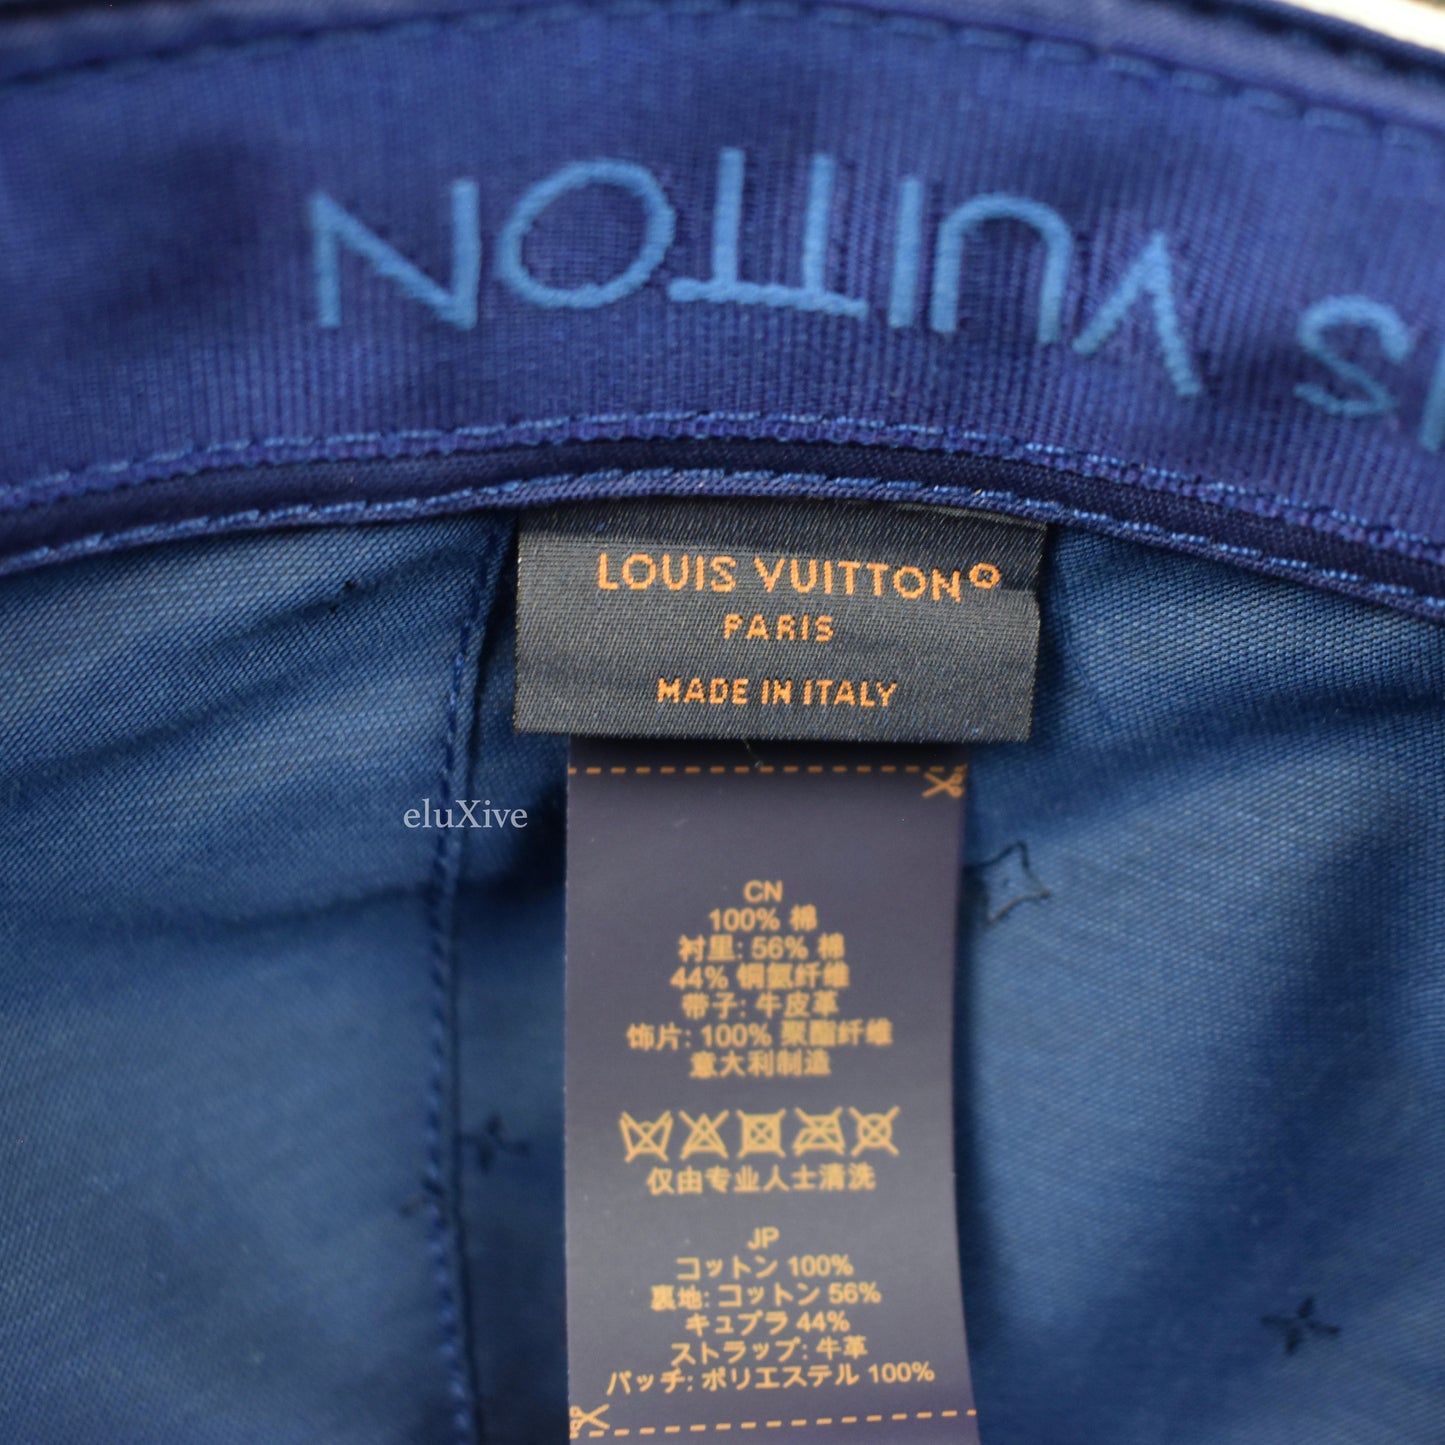 S VUITTON
LOUIS VUITTON®
PARIS
MADE IN ITALY
eluXive
CN
100% 棉
衬里: 56% 棉
44% 铜氨纤维
带子: 牛皮革
饰片: 100% 聚酯纤维
意大利制造
仅由专业人士清洗
JP
コットン 100%
裏地: コットン 56%
キュプラ 44%
ストラップ: 牛革
パッチ: ポリエステル 100%